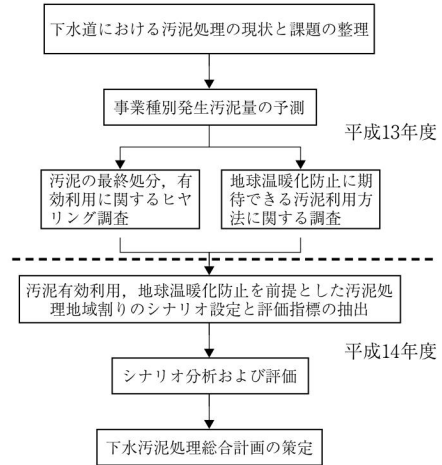 下水道における汚泥処理の現状と課題の整理
事業種別発生汚泥量の予測
平成13年度
汚泥の最終処分，有
効利用に関するヒヤ
リング調査
地球温暖化防止に期
待できる汚泥利用方
法に関する調査
汚泥有効利用，地球温暖化防止を前提とした汚泥処
理地域割りのシナリオ設定と評価指標の抽出
平成14年度
シナリオ分析および評価
下水汚泥処理総合計画の策定